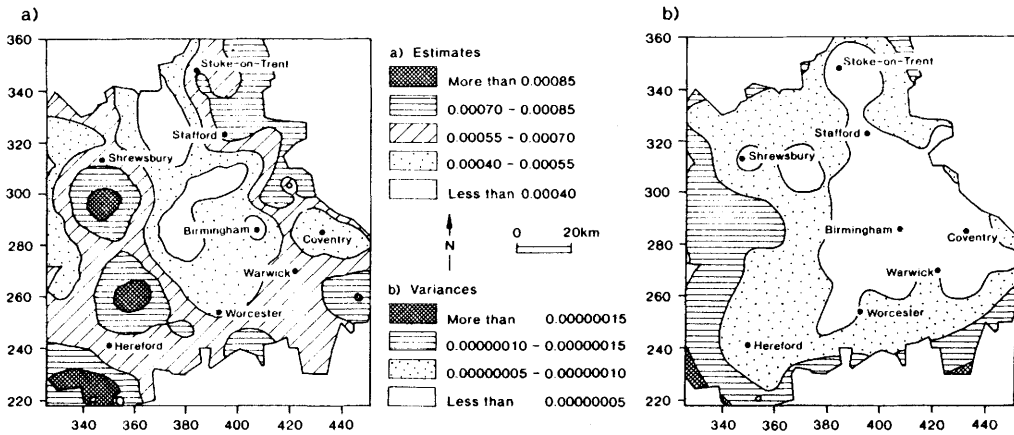 a)
360
340
320
300
280
260
240
220
340 360 380 400 420 440
Stoke-on-Trent
Stafford
Shrewsbury
Birmingham
Coventry
Warwick
Worcester
Hereford
a) Estimates
More than 0.00085
0.00070 - 0.00085
0.00055 - 0.00070
0.00040 - 0.00055
Less than 0.00040
N
0 20km
b) Variances
More than 0.00000015
0.00000010 - 0.00000015
0.00000005 - 0.00000010
Less than 0.00000005
b)
360
340
320
300
280
260
240
220
340 360 380 400 420 440
Stoke-on-Trent
Stafford
Shrewsbury
Birmingham
Coventry
Warwick
Worcester
Hereford